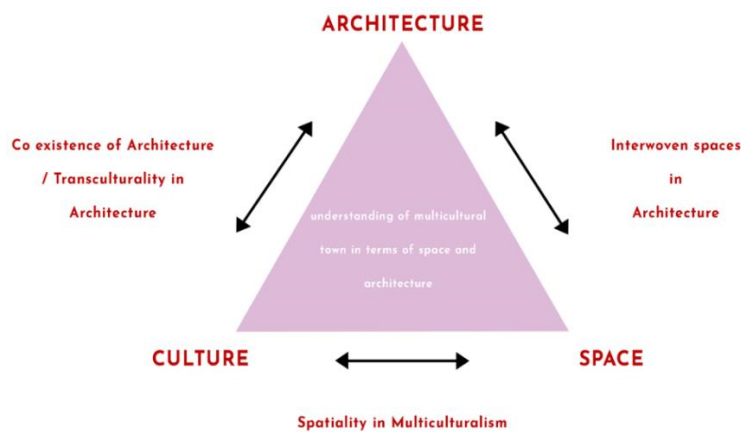 ARCHITECTURE
Co existence of Architecture
/ Transculturality in
Architecture
Interwoven spaces
in
Architecture
understanding of multicultural
town in terms of space and
architecture
CULTURE
SPACE
Spatiality in Multiculturalism